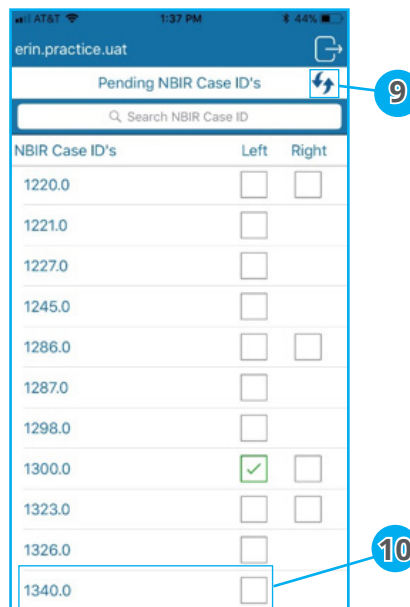 AT&T 1:37 PM 44%
erin.practice.uat
Pending NBIR Case ID's
9
Search NBIR Case ID
NBIR Case ID's Left Right
1220.0
1221.0
1227.0
1245.0
1286.0
1287.0
1298.0
1300.0
1323.0
1326.0
10
1340.0